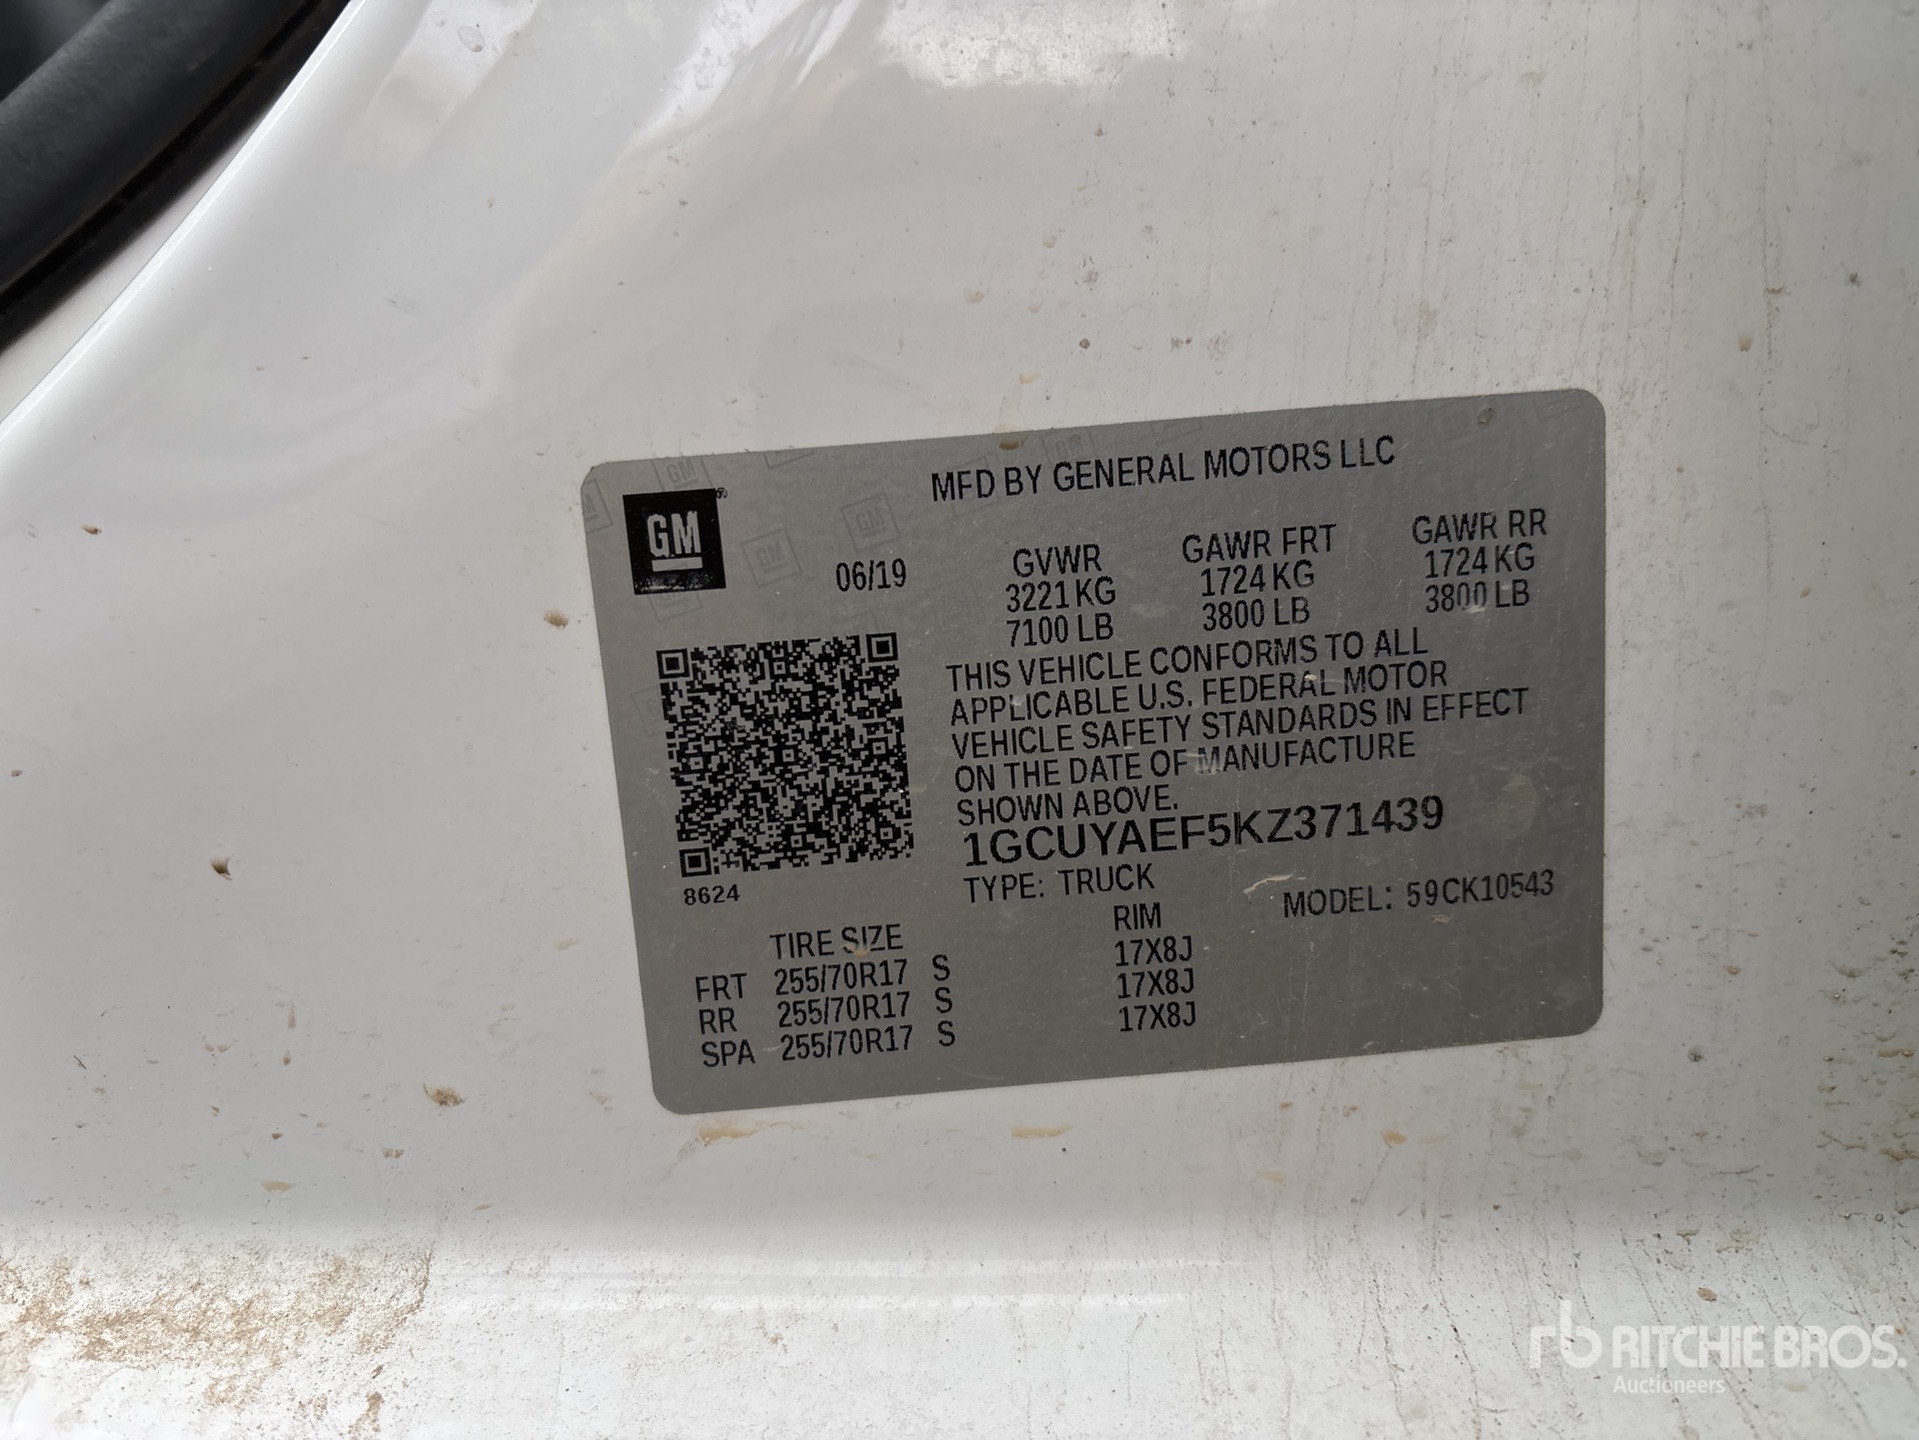 MFD BY GENERAL MOTORS LLC
GM
06/19
GVWR GAWR FRT GAWR RR
3221 KG 1724 KG 1724 KG
7100 LB 3800 LB 3800 LB
THIS VEHICLE CONFORMS TO ALL
APPLICABLE U.S. FEDERAL MOTOR
VEHICLE SAFETY STANDARDS IN EFFECT
ON THE DATE OF MANUFACTURE
SHOWN ABOVE.
1GCUYAEF5KZ371439
8624
TYPE: TRUCK MODEL: 59CK10543
TIRE SIZE RIM
FRT 255/70R17 S 17X8J
RR 255/70R17 S 17X8J
SPA 255/70R17 S 17X8J
rb RITCHIE BROS.
Auctioneers